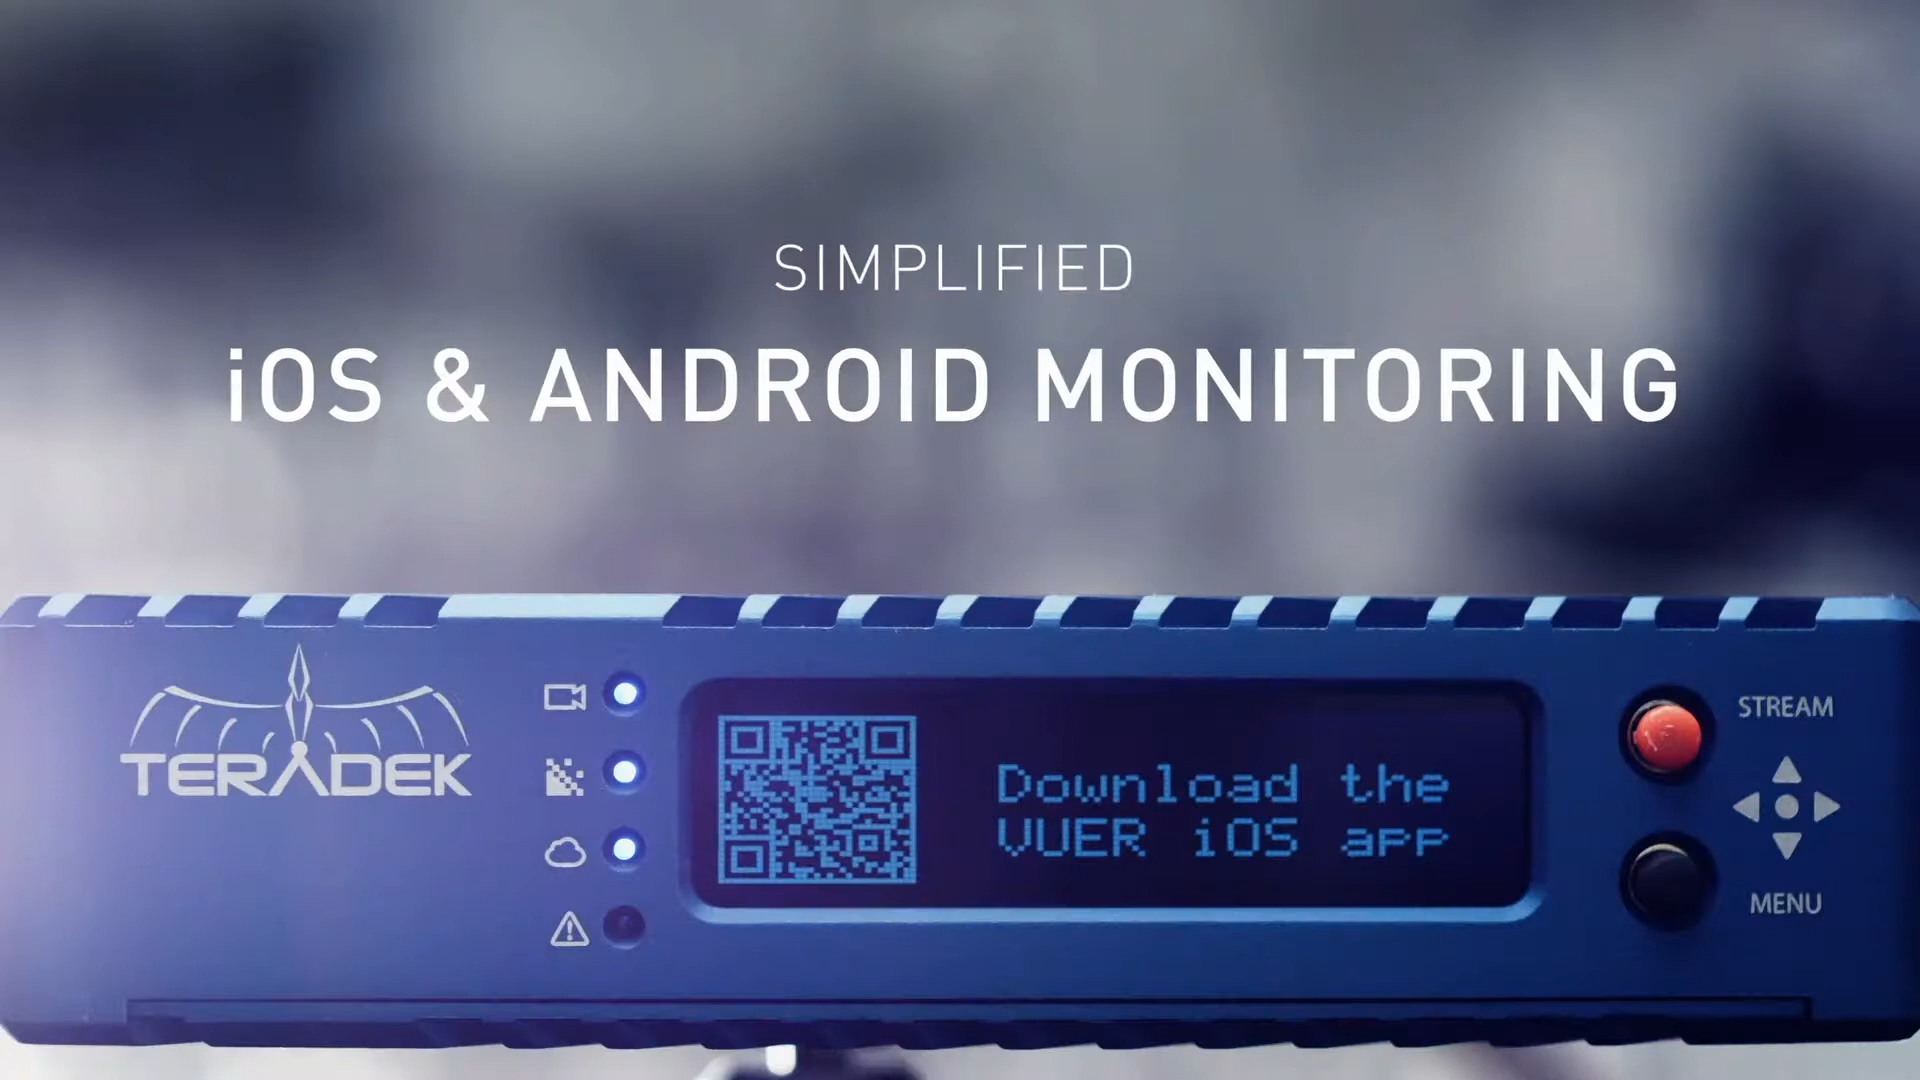 SIMPLIFIED
iOS & ANDROID MONITORING
TERADEK
Download the
VUER iOS app
STREAM
MENU